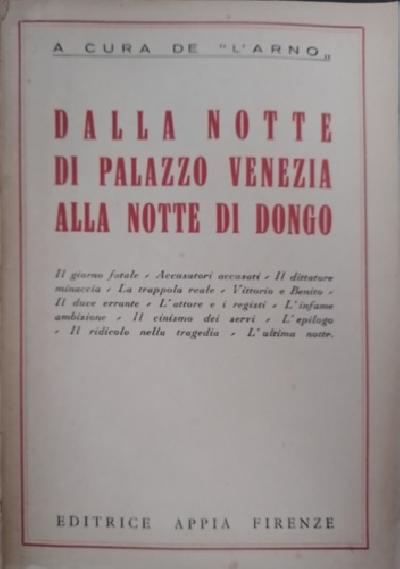 A CURA DE "L'ARNO„
DALLA NOTTE
DI PALAZZO VENEZIA
ALLA NOTTE DI DONGO
Il giorno fatale - Accusatori accusati - Il dittatore
minaccia - La trappola reale - Vittorio e Benito -
Il duce errante - L'attore e i registi - L'infame
ambizione - Il cinismo dei servi - L'epilogo
- Il ridicolo nella tragedia - L'ultima notte.
EDITRICE APPIA FIRENZE